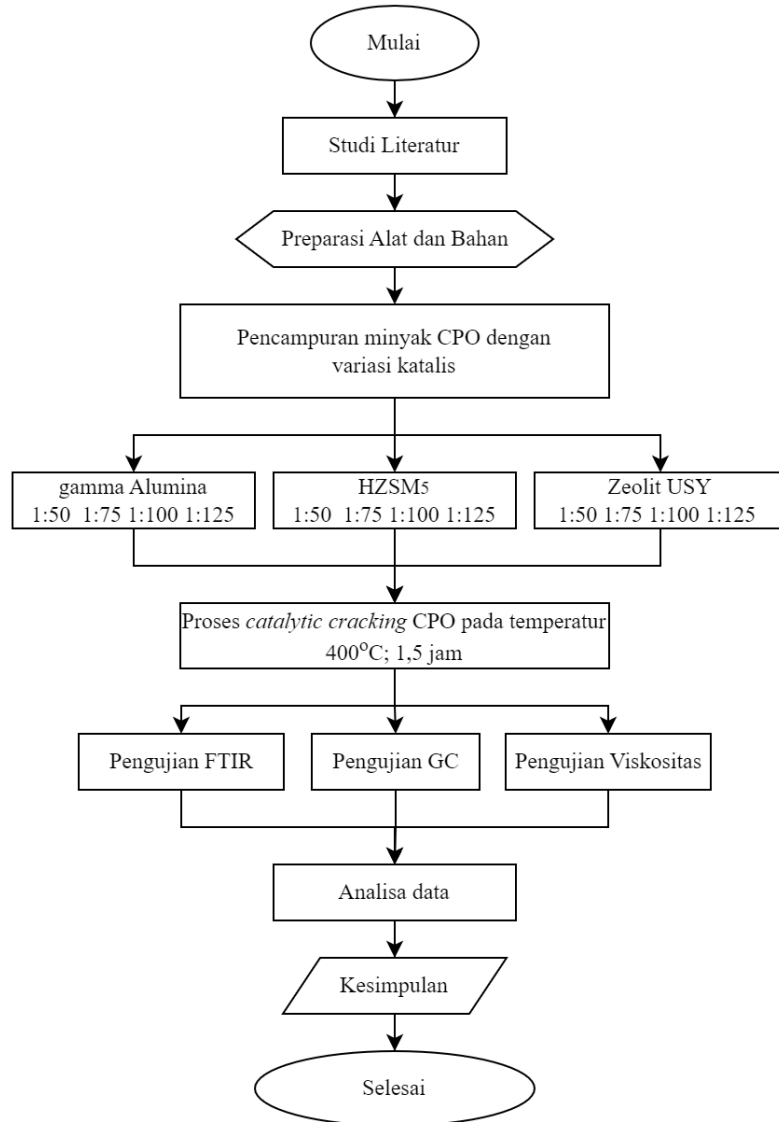 Mulai
Studi Literatur
Preparasi Alat dan Bahan
Pencampuran minyak CPO dengan
variasi katalis
gamma Alumina
1:50 1:75 1:100 1:125
HZSM5
1:50 1:75 1:100 1:125
Zeolit USY
1:50 1:75 1:100 1:125
Proses catalytic cracking CPO pada temperatur
400°C; 1,5 jam
Pengujian FTIR
Pengujian GC
Pengujian Viskositas
Analisa data
Kesimpulan
Selesai